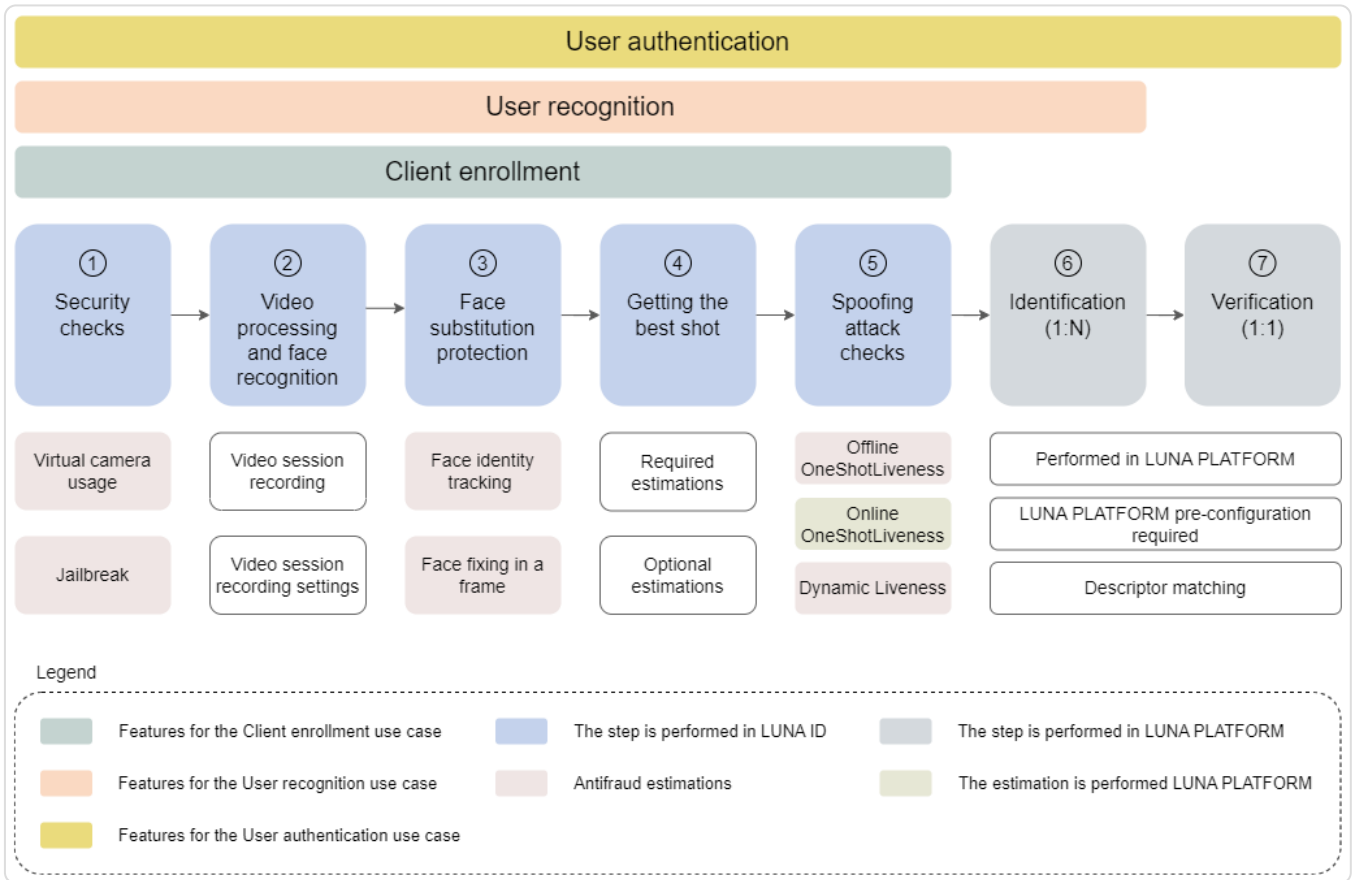 User authentication
User recognition
Client enrollment
1
Security
checks
2
Video
processing
and face
recognition
3
Face
substitution
protection
4
Getting the
best shot
5
Spoofing
attack
checks
6
Identification
(1:N)
7
Verification
(1:1)
Virtual camera
usage
Jailbreak
Video session
recording
Video session
recording settings
Face identity
tracking
Face fixing in a
frame
Required
estimations
Optional
estimations
Offline
OneShotLiveness
Online
OneShotLiveness
Dynamic Liveness
Performed in LUNA PLATFORM
LUNA PLATFORM pre-configuration
required
Descriptor matching
Legend
Features for the Client enrollment use case
Features for the User recognition use case
Features for the User authentication use case
The step is performed in LUNA ID
Antifraud estimations
The step is performed in LUNA PLATFORM
The estimation is performed LUNA PLATFORM